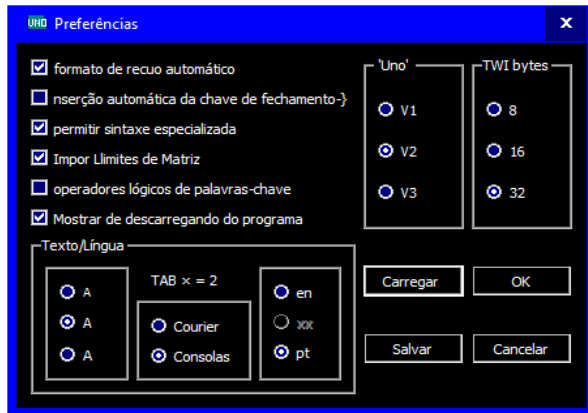 UNO Preferências x
formato de recuo automático
nserção automática da chave de fechamento-}
permitir sintaxe especializada
Impor Llimites de Matriz
operadores lógicos de palavras-chave
Mostrar de descarregando do programa
'Uno'
V1
V2
V3
TWI bytes
8
16
32
Texto/Língua
A
A
A
TAB × = 2
Courier
Consolas
en
xx
pt
Carregar
OK
Salvar
Cancelar